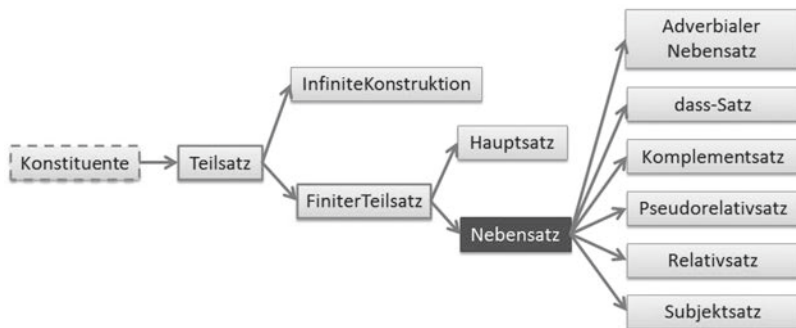 Konstituente
Teilsatz
InfiniteKonstruktion
FiniterTeilsatz
Hauptsatz
Nebensatz
Adverbialer
Nebensatz
dass-Satz
Komplementsatz
Pseudorelativsatz
Relativsatz
Subjektsatz